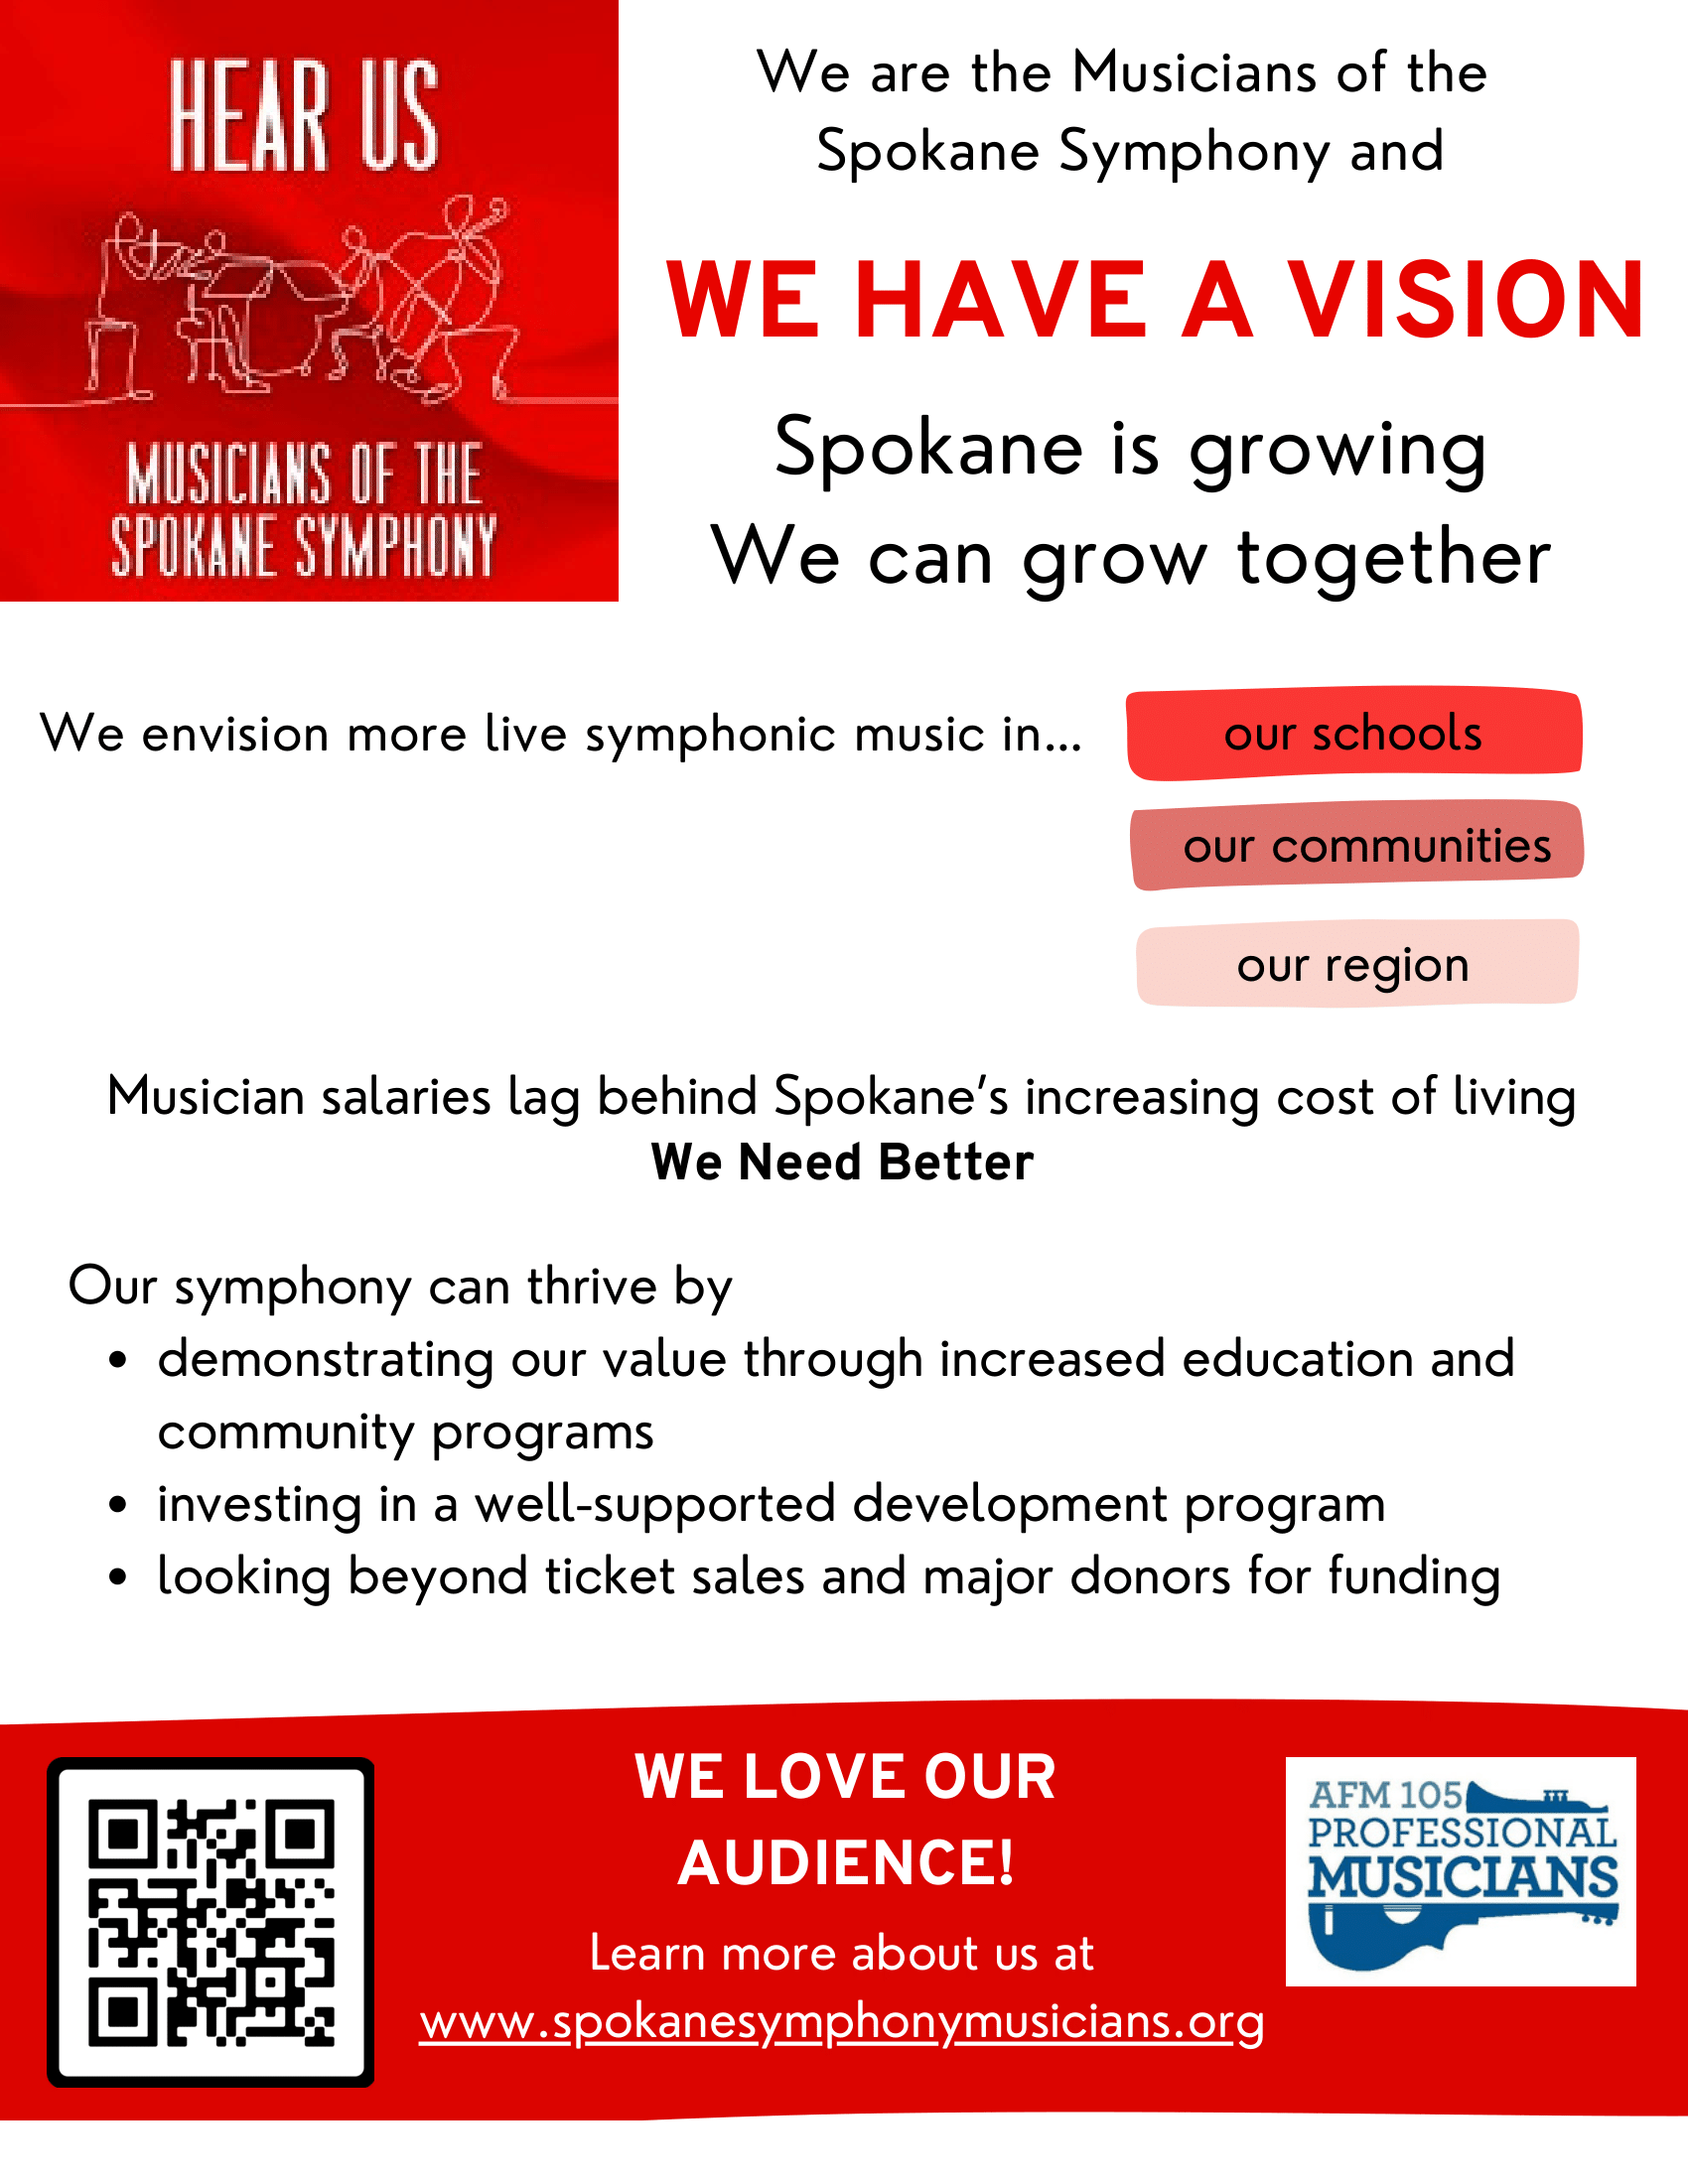 HEAR US
MUSICIANS OF THE
SPOKANE SYMPHONY
We are the Musicians of the
Spokane Symphony and
WE HAVE A VISION
Spokane is growing
We can grow together
We envision more live symphonic music in...
our schools
our communities
our region
Musician salaries lag behind Spokane's increasing cost of living
We Need Better
Our symphony can thrive by
• demonstrating our value through increased education and
community programs
• investing in a well-supported development program
• looking beyond ticket sales and major donors for funding
WE LOVE OUR
AUDIENCE!
Learn more about us at
www.spokanesymphonymusicians.org
AFM 105
PROFESSIONAL
MUSICIANS